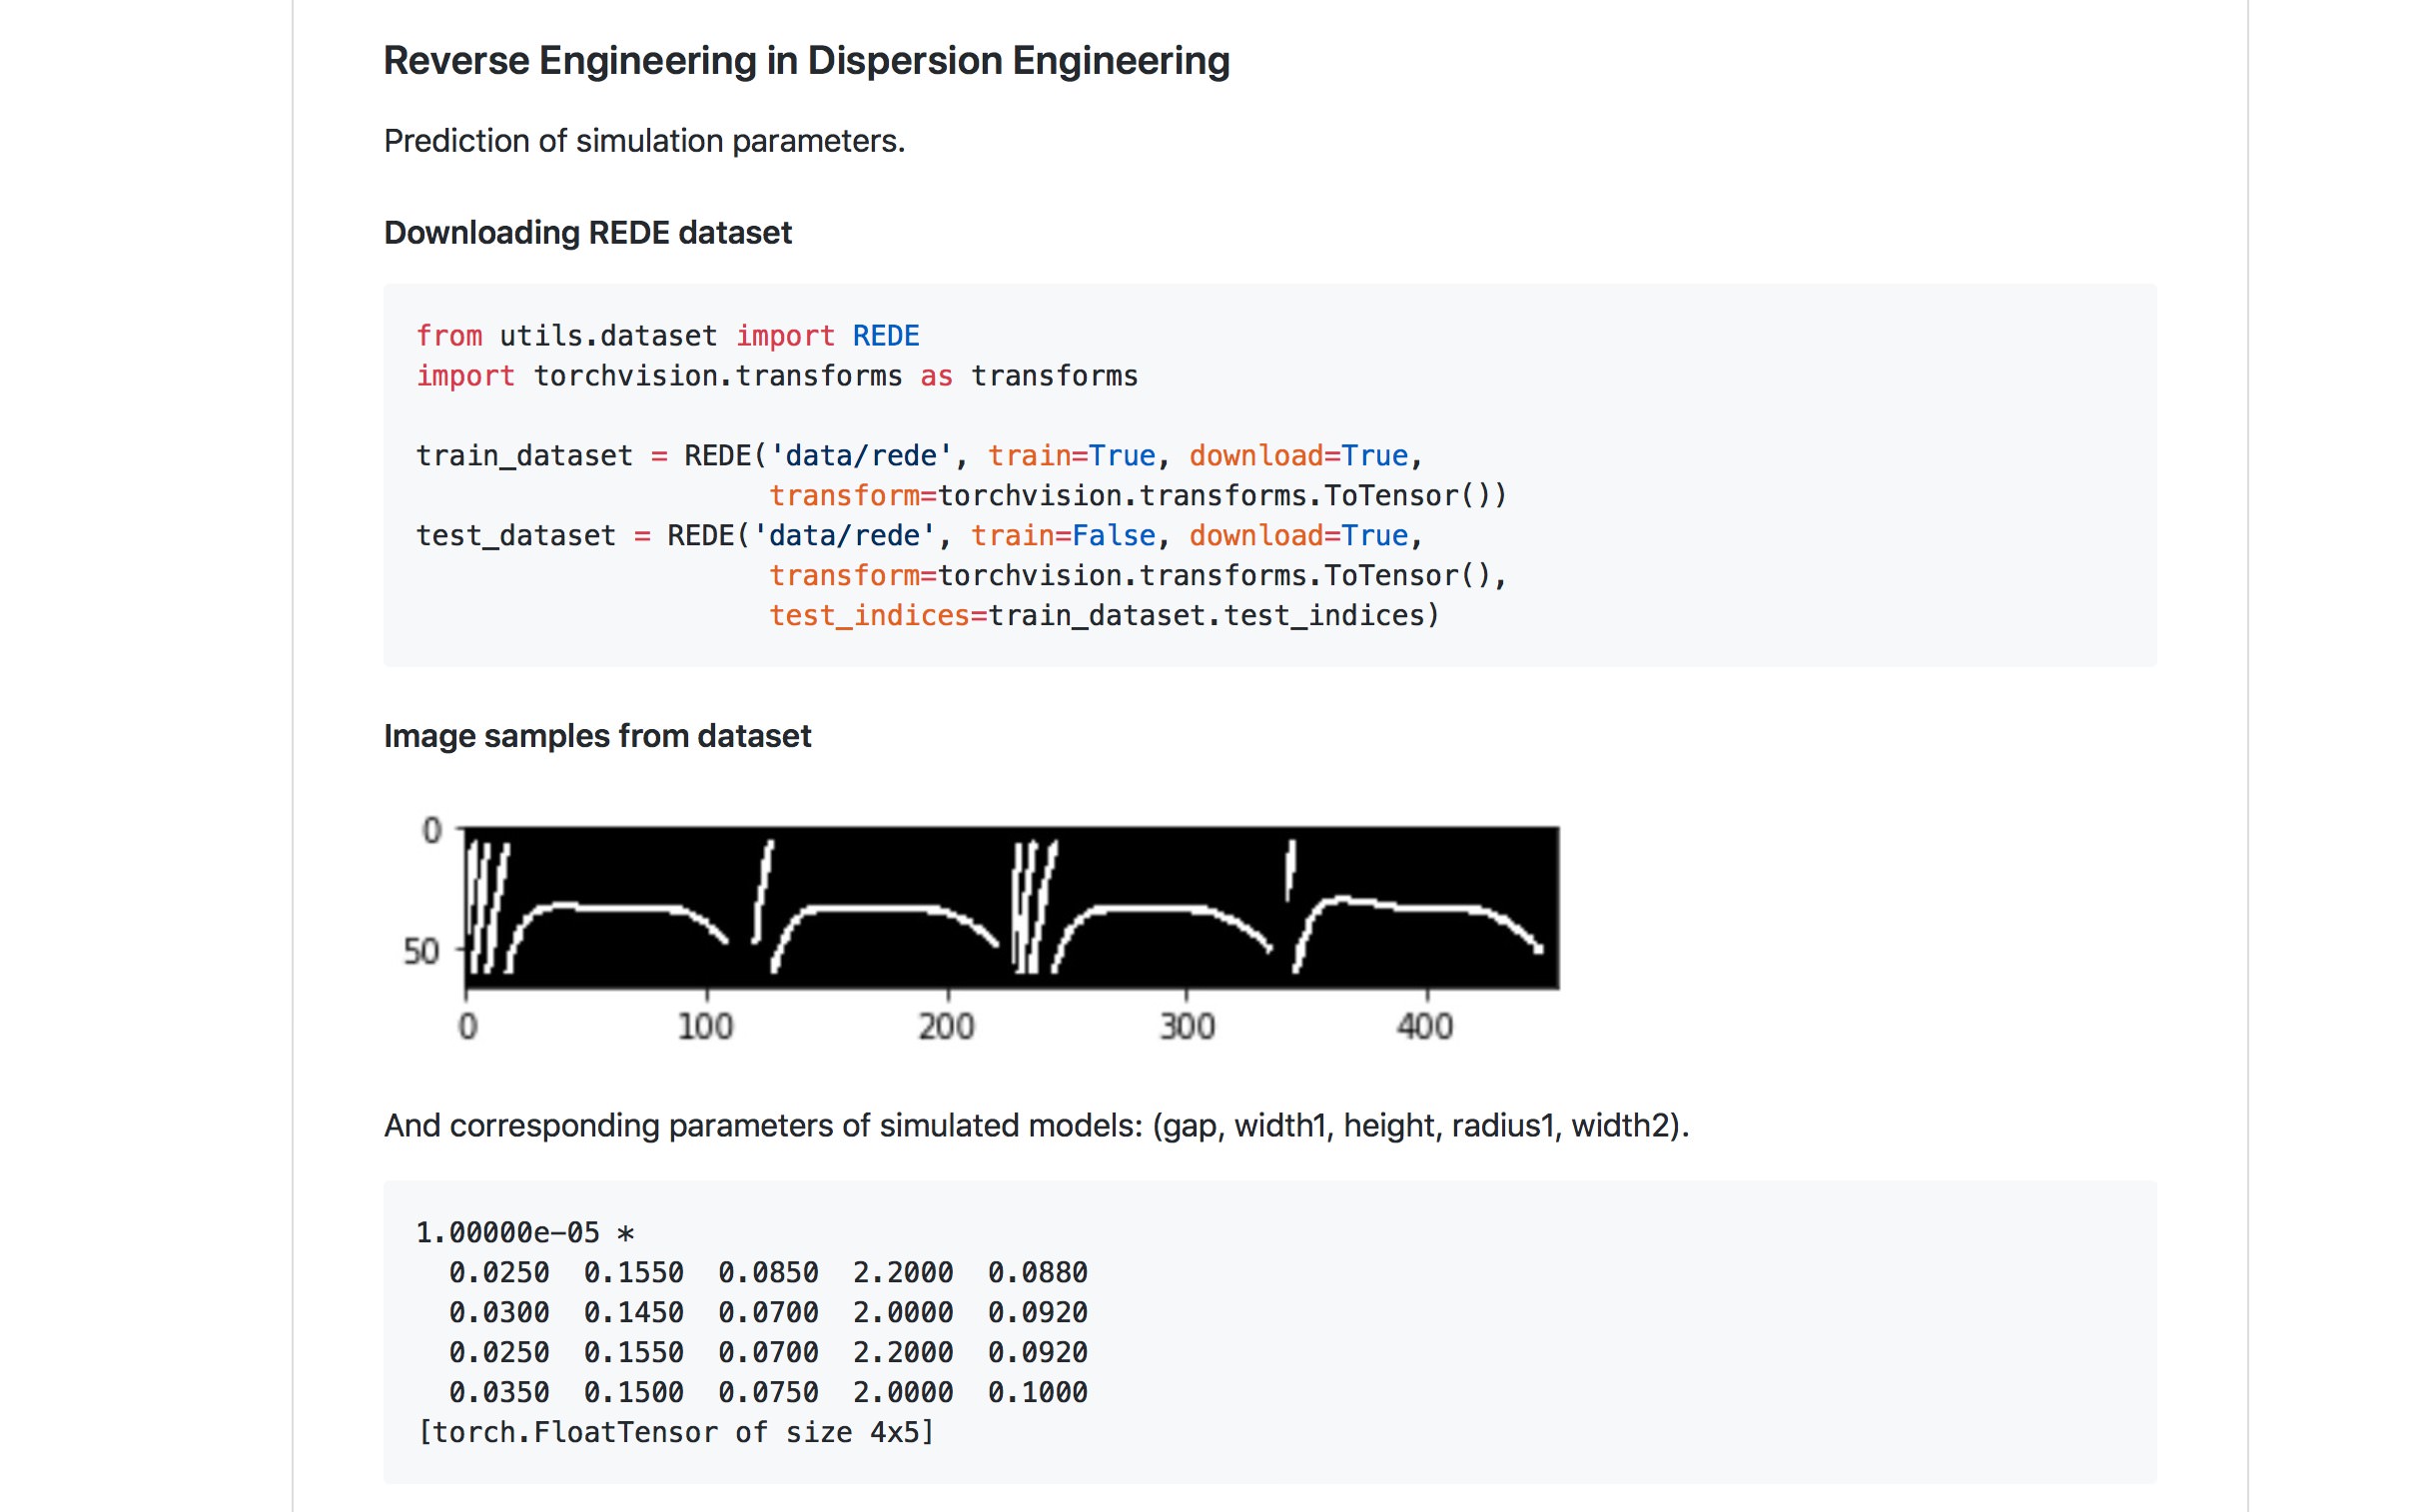 Reverse Engineering in Dispersion Engineering
Prediction of simulation parameters.
Downloading REDE dataset
from utils.dataset import REDE
import torchvision.transforms as transforms
train_dataset = REDE('data/rede', train=True, download=True,
transform=torchvision.transforms.ToTensor())
test_dataset = REDE('data/rede', train=False, download=True,
transform=torchvision.transforms.ToTensor(),
test_indices=train_dataset.test_indices)
Image samples from dataset
0
50
0 100 200 300 400
And corresponding parameters of simulated models: (gap, width1, height, radius1, width2).
1.00000e-05 *
0.0250 0.1550 0.0850 2.2000 0.0880
0.0300 0.1450 0.0700 2.0000 0.0920
0.0250 0.1550 0.0700 2.2000 0.0920
0.0350 0.1500 0.0750 2.0000 0.1000
[torch.FloatTensor of size 4x5]